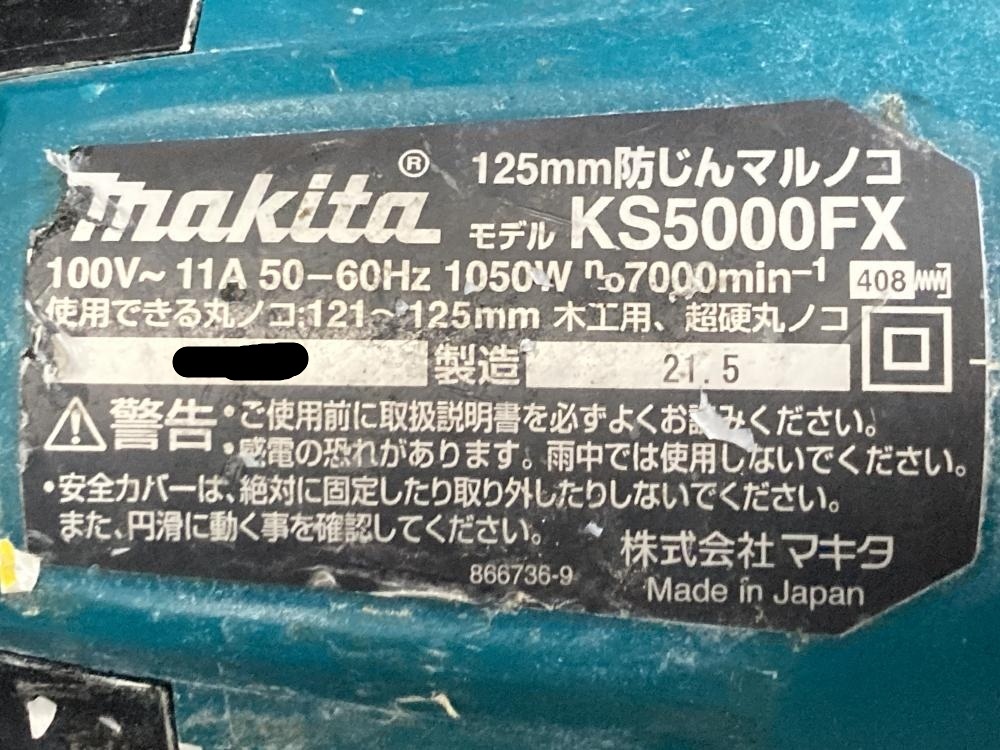 makita®
125mm防じんマルノコ
モデル KS5000FX
100V~ 11A 50-60Hz 1050W n₀7000min⁻¹ 408
使用できる丸ノコ:121~125mm 木工用、超硬丸ノコ
製造 21.5
警告・ご使用前に取扱説明書を必ずよくお読みください。
・感電の恐れがあります。雨中では使用しないでください。
・安全カバーは、絶対に固定したり取り外したりしないでください。
また、円滑に動く事を確認してください。
株式会社マキタ
866736-9
Made in Japan